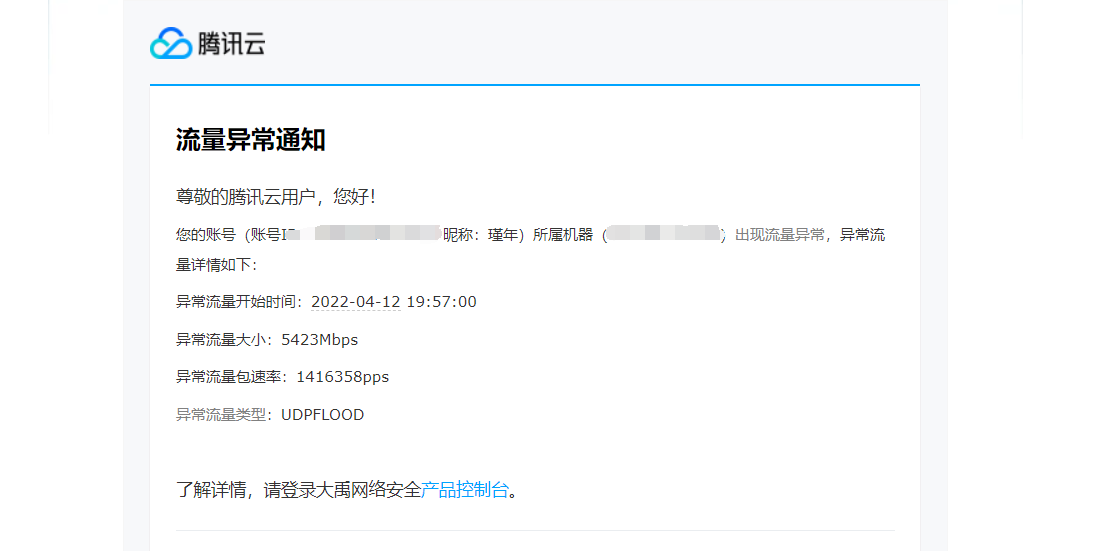 腾讯云
流量异常通知
尊敬的腾讯云用户，您好！
您的账号（账号I 昵称：瑾年）所属机器（ ）出现流量异常，异常流
量详情如下：
异常流量开始时间：2022-04-12 19:57:00
异常流量大小：5423Mbps
异常流量包速率：1416358pps
异常流量类型：UDPFLOOD
了解详情，请登录大禹网络安全产品控制台。